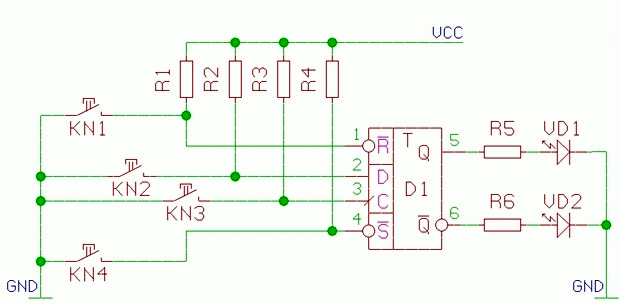 VCC
R1 R2 R3 R4
KN1
1 R̅ T Q 5 R5 VD1
KN2 2 D D1
3 C
KN3
4 S̅ Q̅ 6 R6 VD2
KN4
GND GND